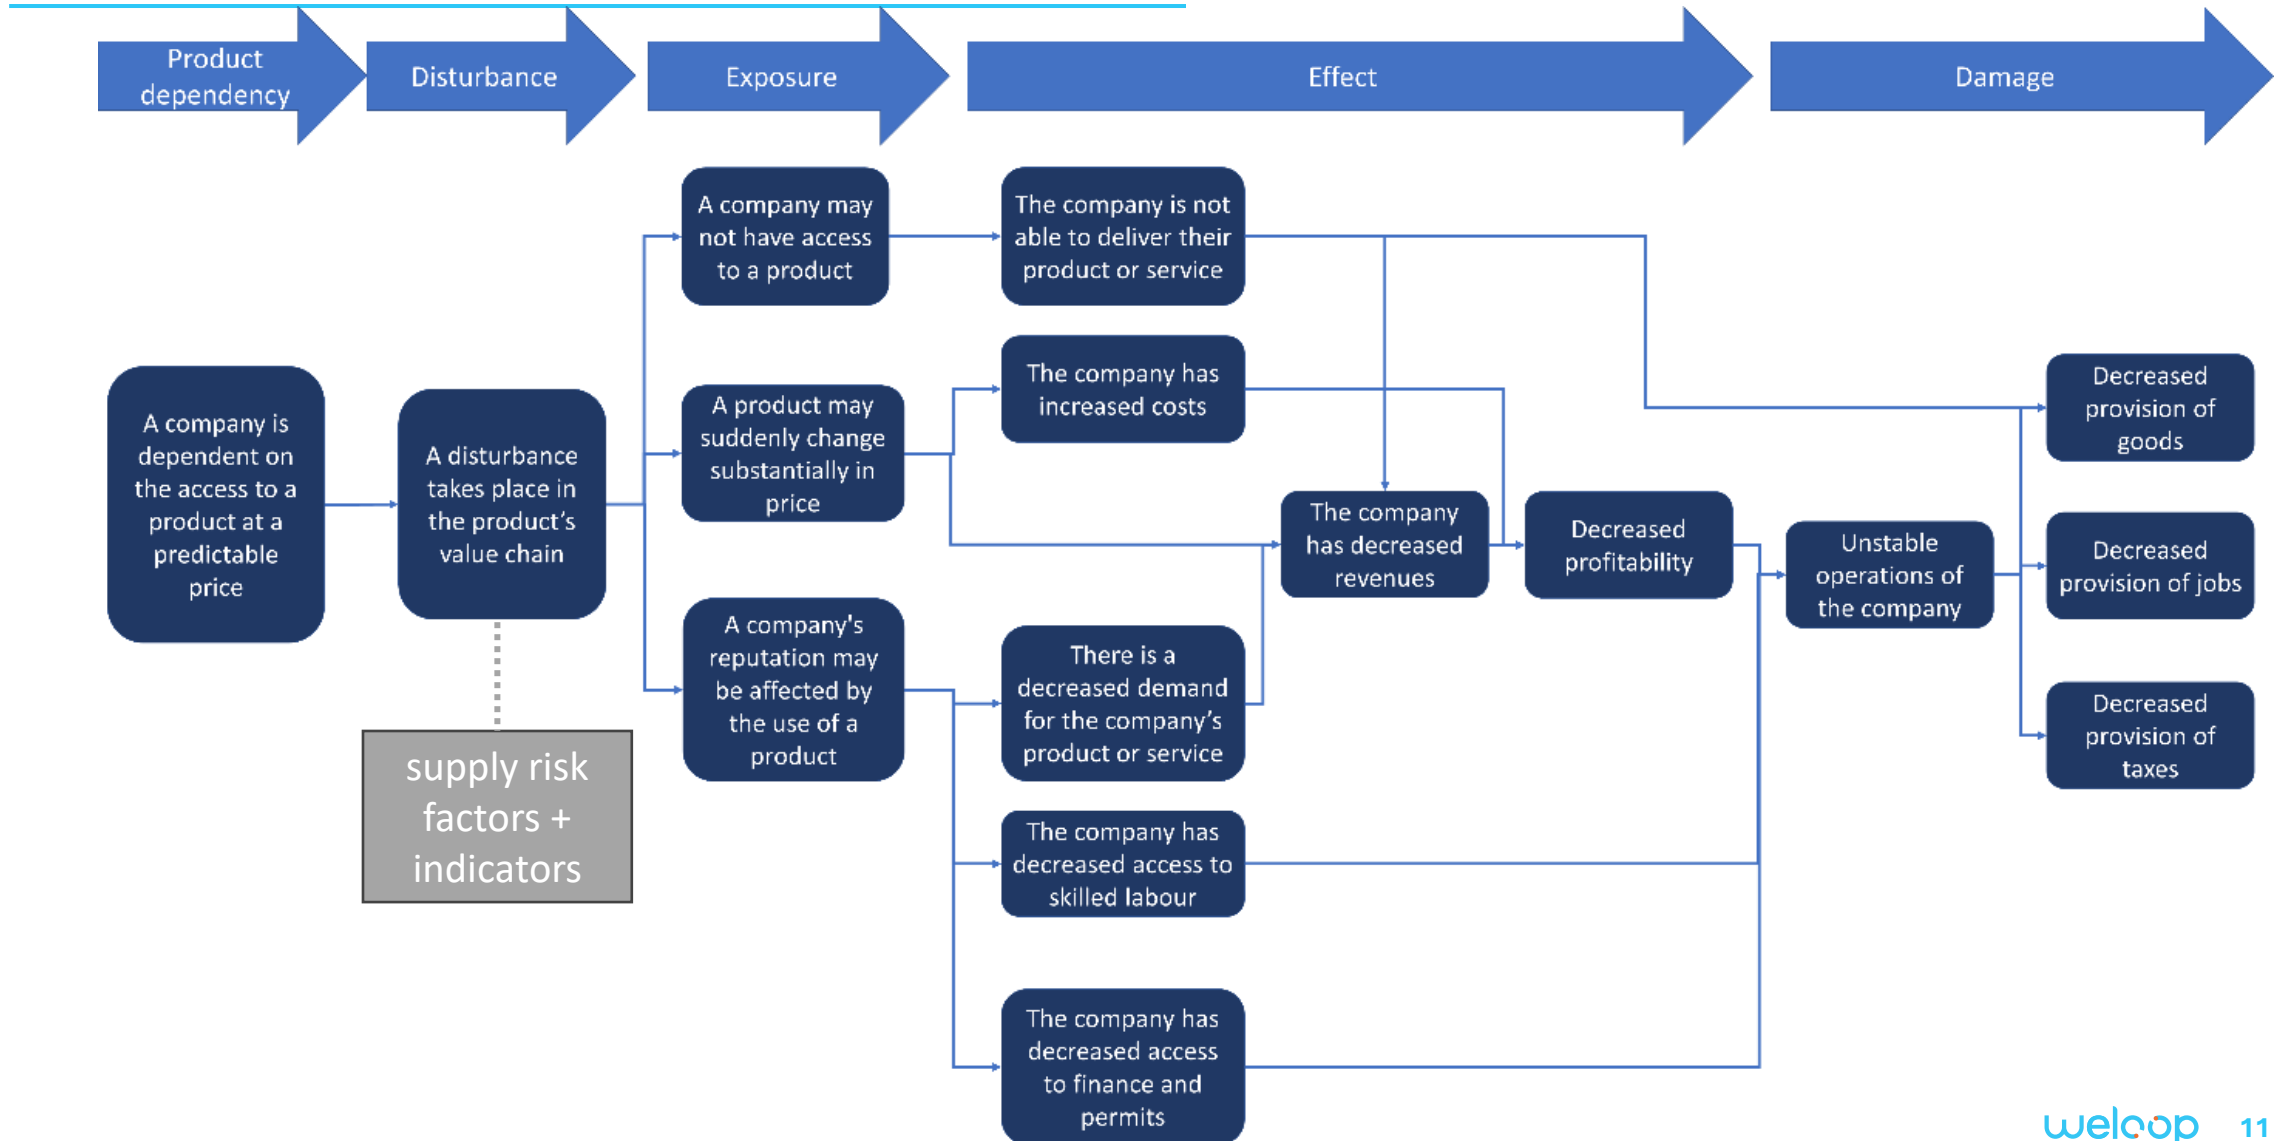 Product
dependency
Disturbance
Exposure
Effect
Damage
A company is
dependent on
the access to a
product at a
predictable
price
A disturbance
takes place in
the product's
value chain
supply risk
factors +
indicators
A company may
not have access
to a product
A product may
suddenly change
substantially in
price
A company's
reputation may
be affected by
the use of a
product
The company is not
able to deliver their
product or service
The company has
increased costs
There is a
decreased demand
for the company's
product or service
The company has
decreased access to
skilled labour
The company has
decreased access
to finance and
permits
The company
has decreased
revenues
Decreased
profitability
Unstable
operations of
the company
Decreased
provision of
goods
Decreased
provision of jobs
Decreased
provision of
taxes
weloop
11